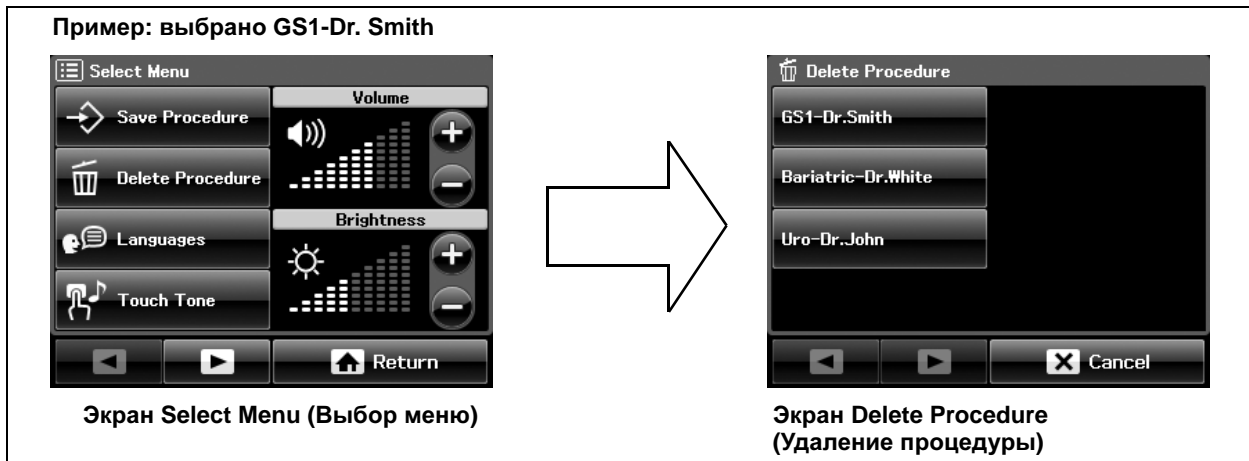 Пример: выбрано GS1-Dr. Smith
Select Menu
Save Procedure
Delete Procedure
Languages
Touch Tone
Volume
Brightness
Return
Экран Select Menu (Выбор меню)
Delete Procedure
GS1-Dr.Smith
Bariatric-Dr.White
Uro-Dr.John
Cancel
Экран Delete Procedure
(Удаление процедуры)